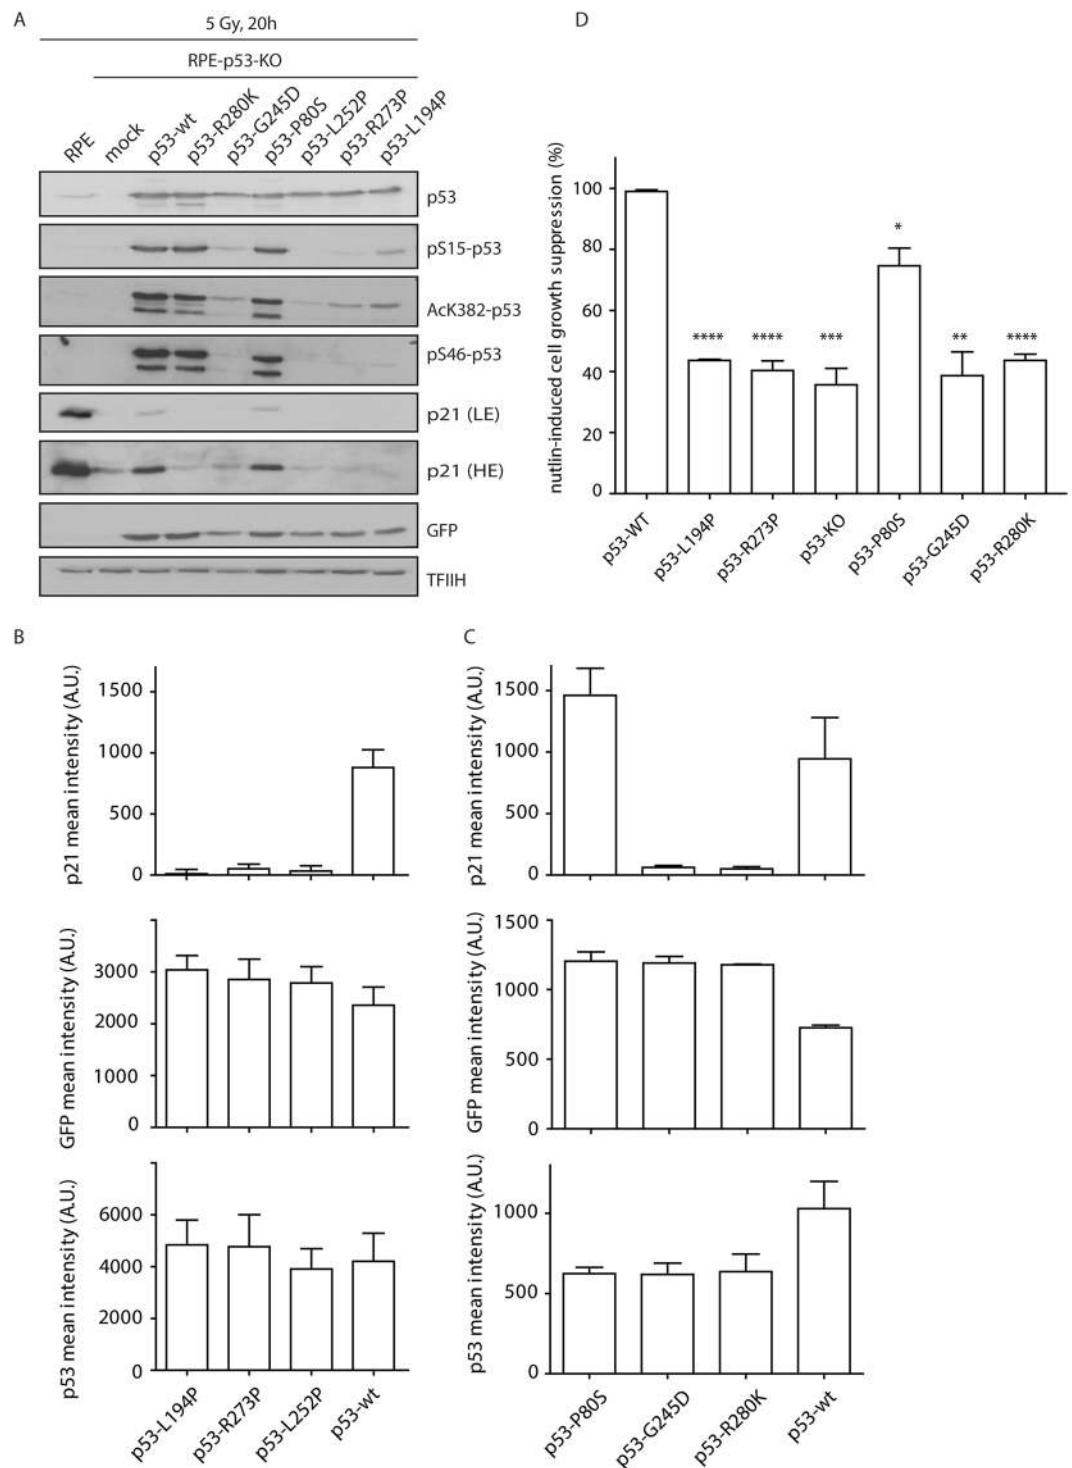 A
5 Gy, 20h
RPE-p53-KO
RPE
mock
p53-wt
p53-R280K
p53-G245D
p53-P80S
p53-L252P
p53-R273P
p53-L194P
p53
pS15-p53
AcK382-p53
pS46-p53
p21 (LE)
p21 (HE)
GFP
TFIIH
D
nutlin-induced cell growth suppression (%)
100
80
60
40
20
0
****
****
***
*
**
****
p53-WT
p53-L194P
p53-R273P
p53-KO
p53-P80S
p53-G245D
p53-R280K
B
p21 mean intensity (A.U.)
1500
1000
500
0
GFP mean intensity (A.U.)
3000
2000
1000
0
p53 mean intensity (A.U.)
6000
4000
2000
0
p53-L194P
p53-R273P
p53-L252P
p53-wt
C
p21 mean intensity (A.U.)
1500
1000
500
0
GFP mean intensity (A.U.)
1500
1000
500
0
p53 mean intensity (A.U.)
1000
500
0
p53-P80S
p53-G245D
p53-R280K
p53-wt